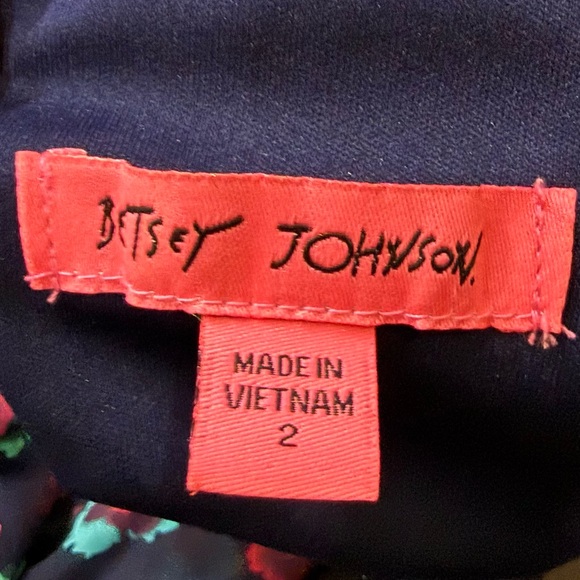 BETSEY JOHNSON.
MADE IN
VIETNAM
2